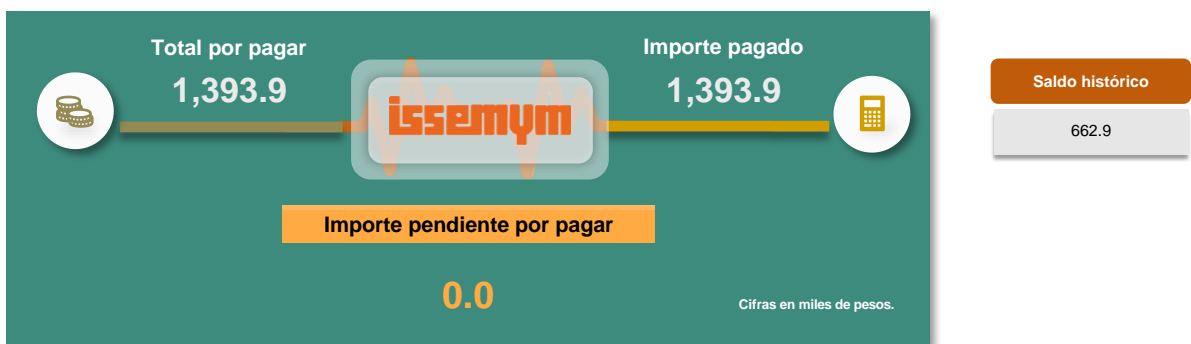 Total por pagar
1,393.9
issemym
Importe pagado
1,393.9
Importe pendiente por pagar
0.0
Cifras en miles de pesos.
Saldo histórico
662.9